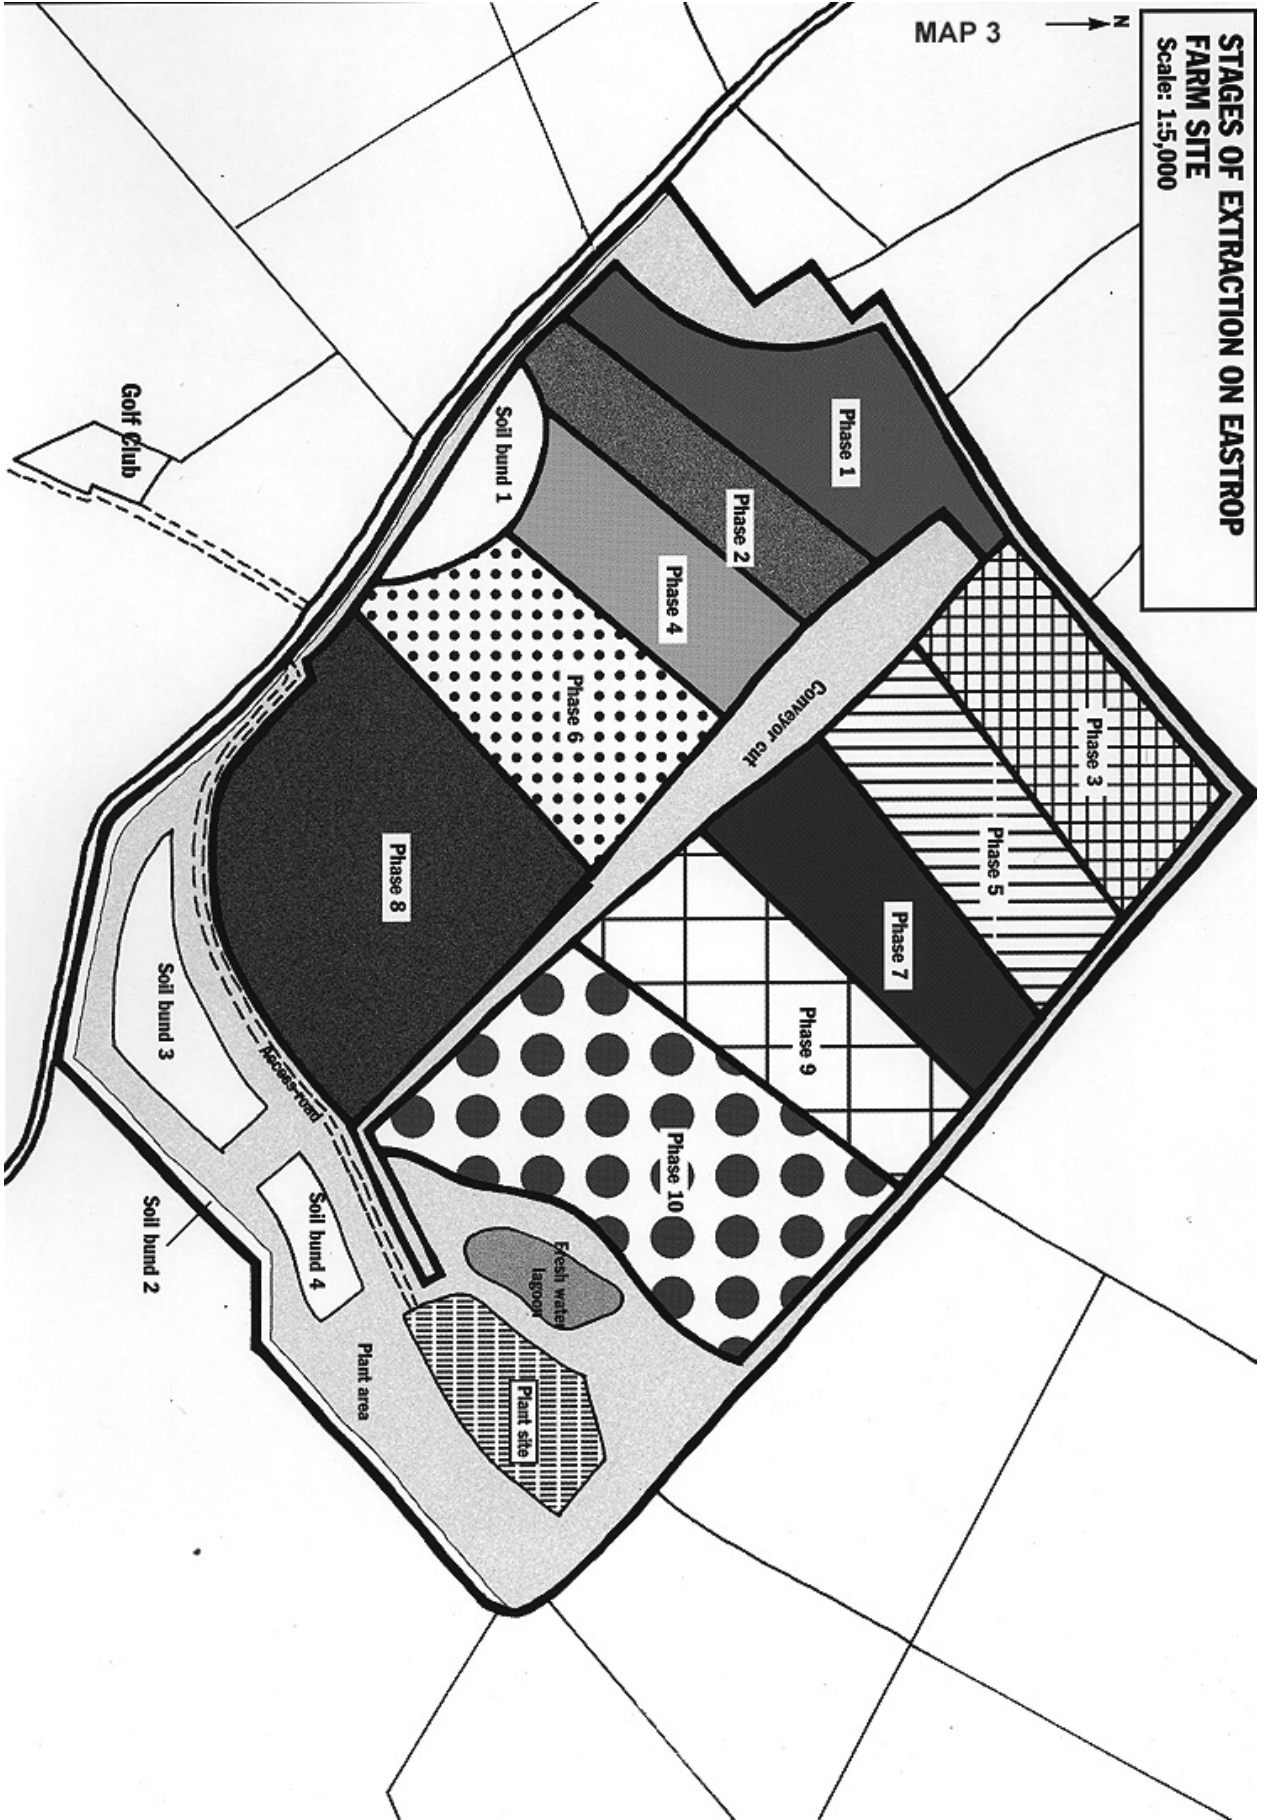 MAP 3
N
STAGES OF EXTRACTION ON EASTROP
FARM SITE
Scale: 1:5,000
Phase 1
Phase 2
Phase 3
Phase 4
Phase 5
Phase 6
Phase 7
Phase 8
Phase 9
Phase 10
Conveyor cut
Soil bund 1
Golf Club
Soil bund 3
Access road
Soil bund 4
Soil bund 2
Fresh water
lagoon
Plant site
Plant area